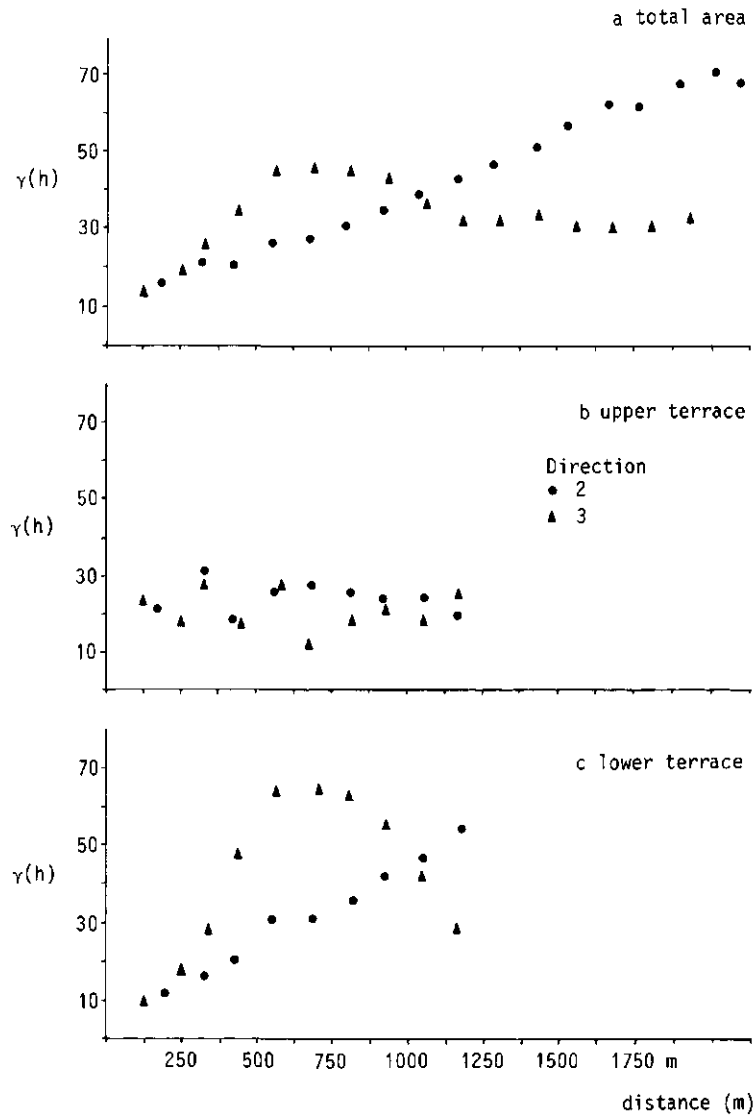 a total area
70
50
γ(h)
30
10
b upper terrace
70
Direction
● 2
50
▲ 3
γ(h)
30
10
c lower terrace
70
50
γ(h)
30
10
250 500 750 1000 1250 1500 1750 m
distance (m)